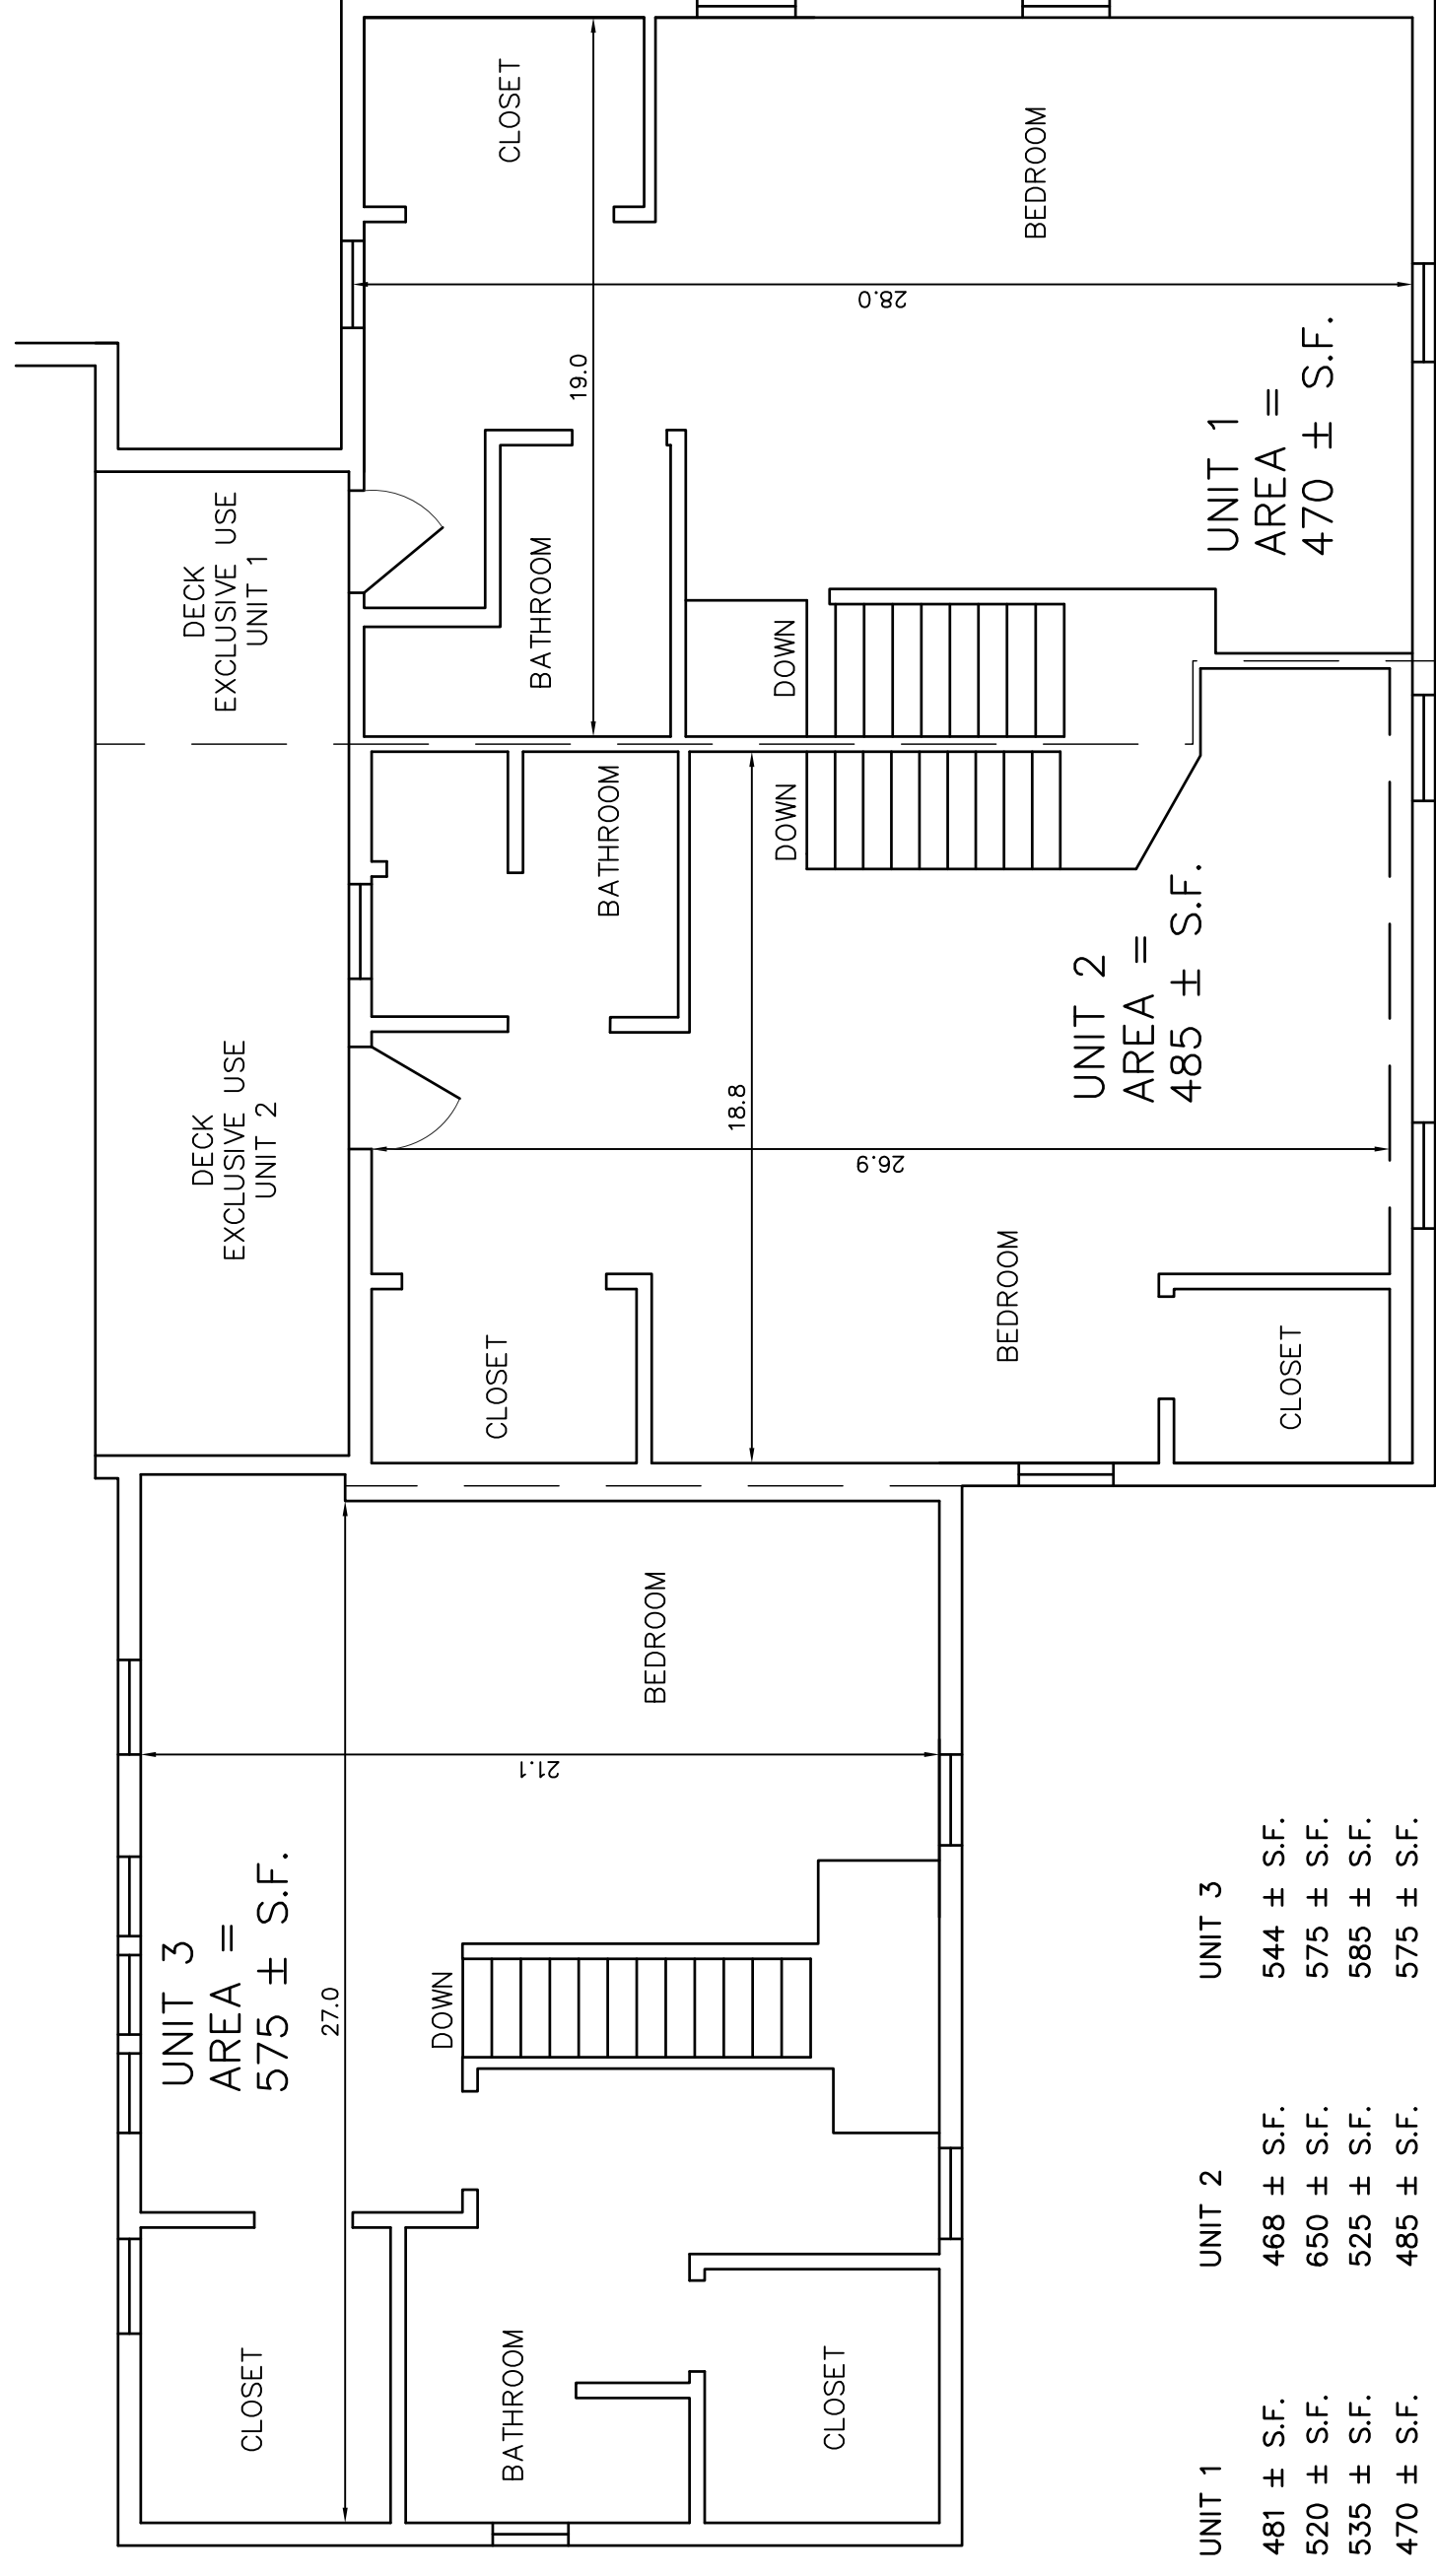 UNIT 3
AREA =
575 ± S.F.
27.0
21.1
CLOSET
BATHROOM
CLOSET
DOWN
BEDROOM
DECK
EXCLUSIVE USE
UNIT 2
DECK
EXCLUSIVE USE
UNIT 1
CLOSET
BATHROOM
18.8
26.9
DOWN
BEDROOM
CLOSET
UNIT 2
AREA =
485 ± S.F.
CLOSET
BATHROOM
19.0
28.0
DOWN
BEDROOM
UNIT 1
AREA =
470 ± S.F.
UNIT 1 UNIT 2 UNIT 3
481 ± S.F. 468 ± S.F. 544 ± S.F.
520 ± S.F. 650 ± S.F. 575 ± S.F.
535 ± S.F. 525 ± S.F. 585 ± S.F.
470 ± S.F. 485 ± S.F. 575 ± S.F.